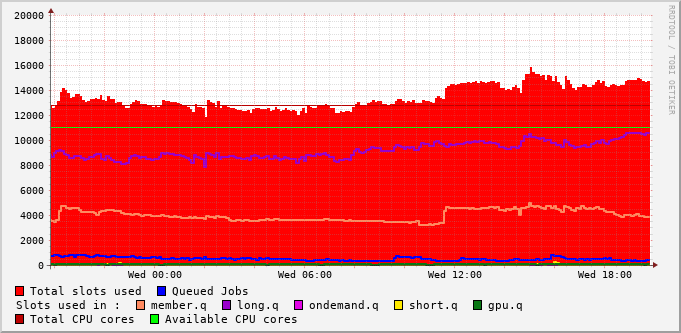 20000
18000
16000
14000
12000
10000
8000
6000
4000
2000
0
Wed 00:00 Wed 06:00 Wed 12:00 Wed 18:00
Total slots used Queued Jobs
Slots used in : member.q long.q ondemand.q short.q gpu.q
Total CPU cores Available CPU cores
RRDTOOL / TOBI OETIKER